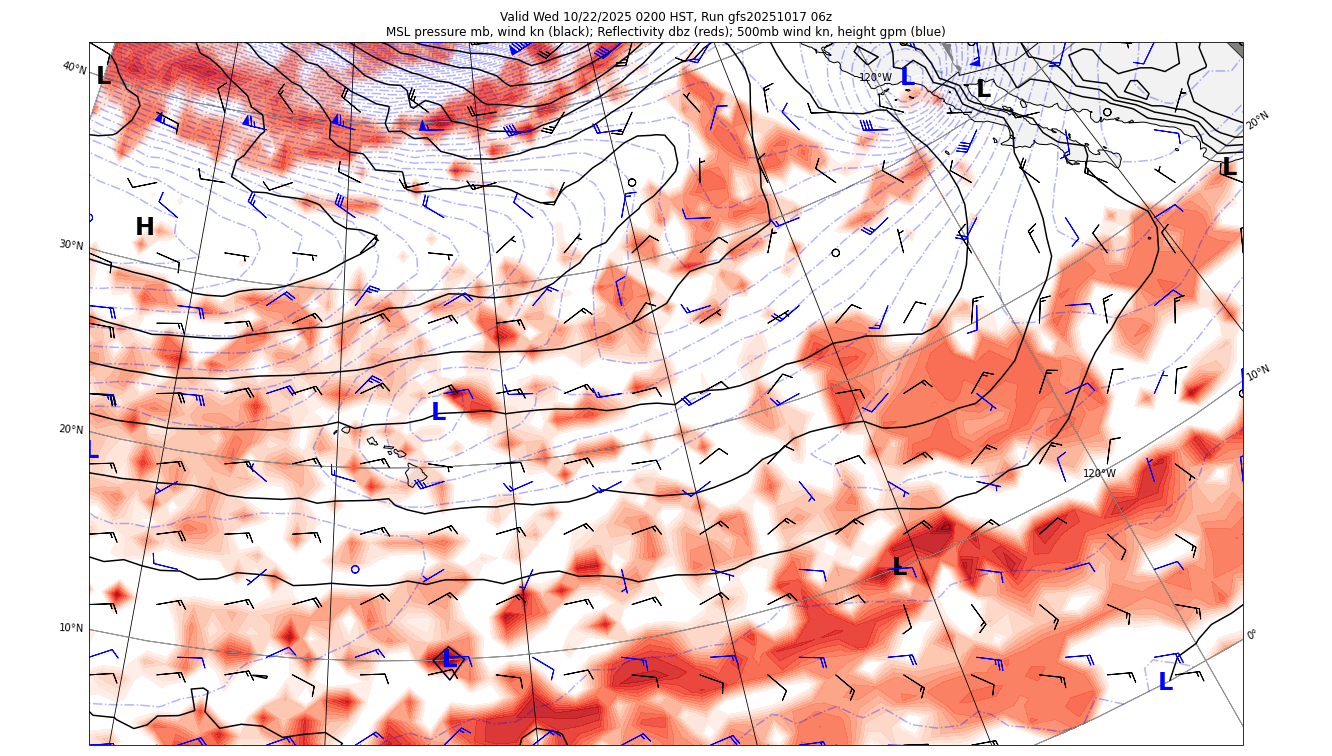 Valid Wed 10/22/2025 0200 HST, Run gfs20251017 06z
MSL pressure mb, wind kn (black); Reflectivity dbz (reds); 500mb wind kn, height gpm (blue)
40°N
L
120°W
L
L
20°N
L
H
30°N
10°N
L
20°N
L
120°W
L
10°N
0°
L
L